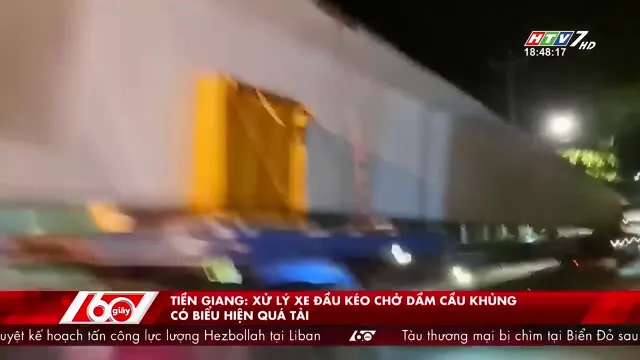 HTV7 HD
18:48:17
60 giây
TIỀN GIANG: XỬ LÝ XE ĐẦU KÉO CHỞ DẦM CẦU KHỦNG
CÓ BIỂU HIỆN QUÁ TẢI
uyệt kế hoạch tấn công lực lượng Hezbollah tại Liban Tàu thương mại bị chìm tại Biển Đỏ sau